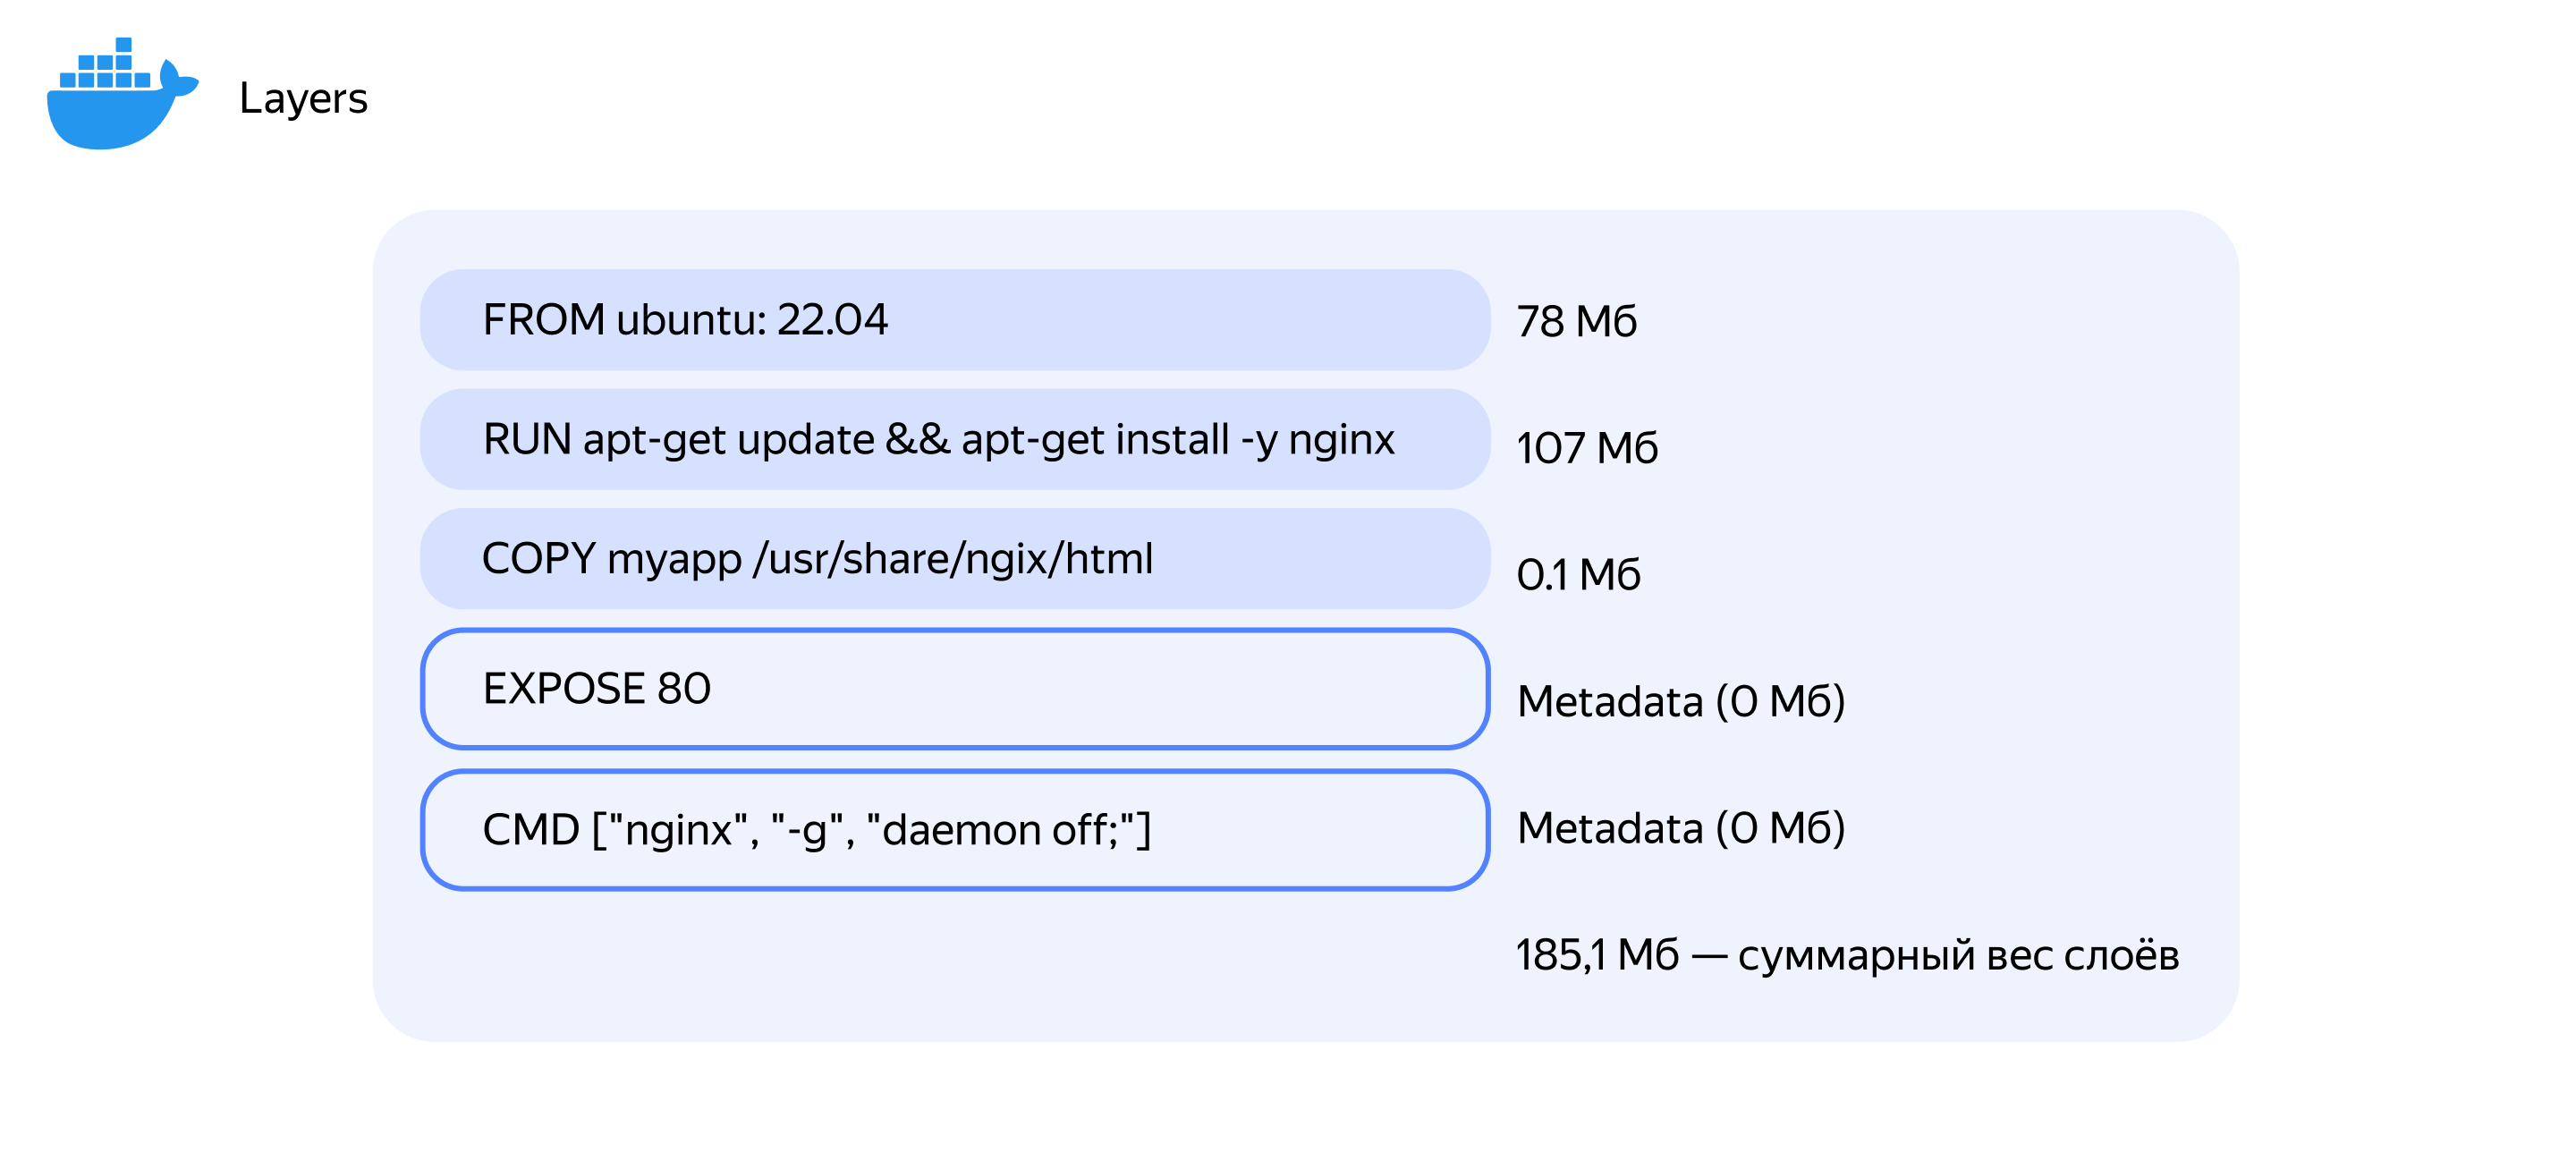 Layers
FROM ubuntu: 22.04
78 Мб
RUN apt-get update && apt-get install -y nginx
107 Мб
COPY myapp /usr/share/ngix/html
0.1 Мб
EXPOSE 80
Metadata (0 Мб)
CMD ["nginx", "-g", "daemon off;"]
Metadata (0 Мб)
185,1 Мб — суммарный вес слоёв